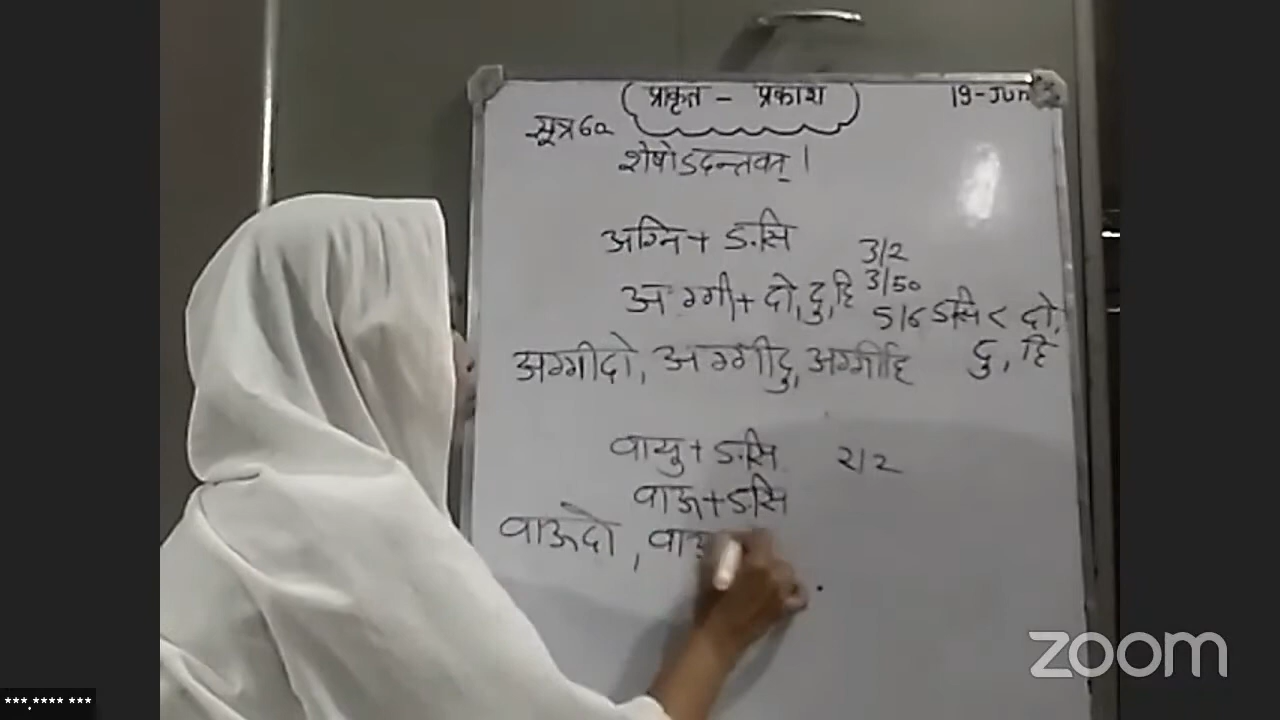 प्राकृत - प्रकाश
19-Jun
सूत्र 60
शेषोऽदन्तवत् ।
अग्नि + ङसि
3/2
अग्गी + दो, दु, हि
3/50
5/6 ङसि < दो, दु, हि
अग्गीदो, अग्गीदु, अग्गीहि
वायु + ङसि
2/2
वाऊ + ङसि
वाऊदो,
zoom
***.**** ***